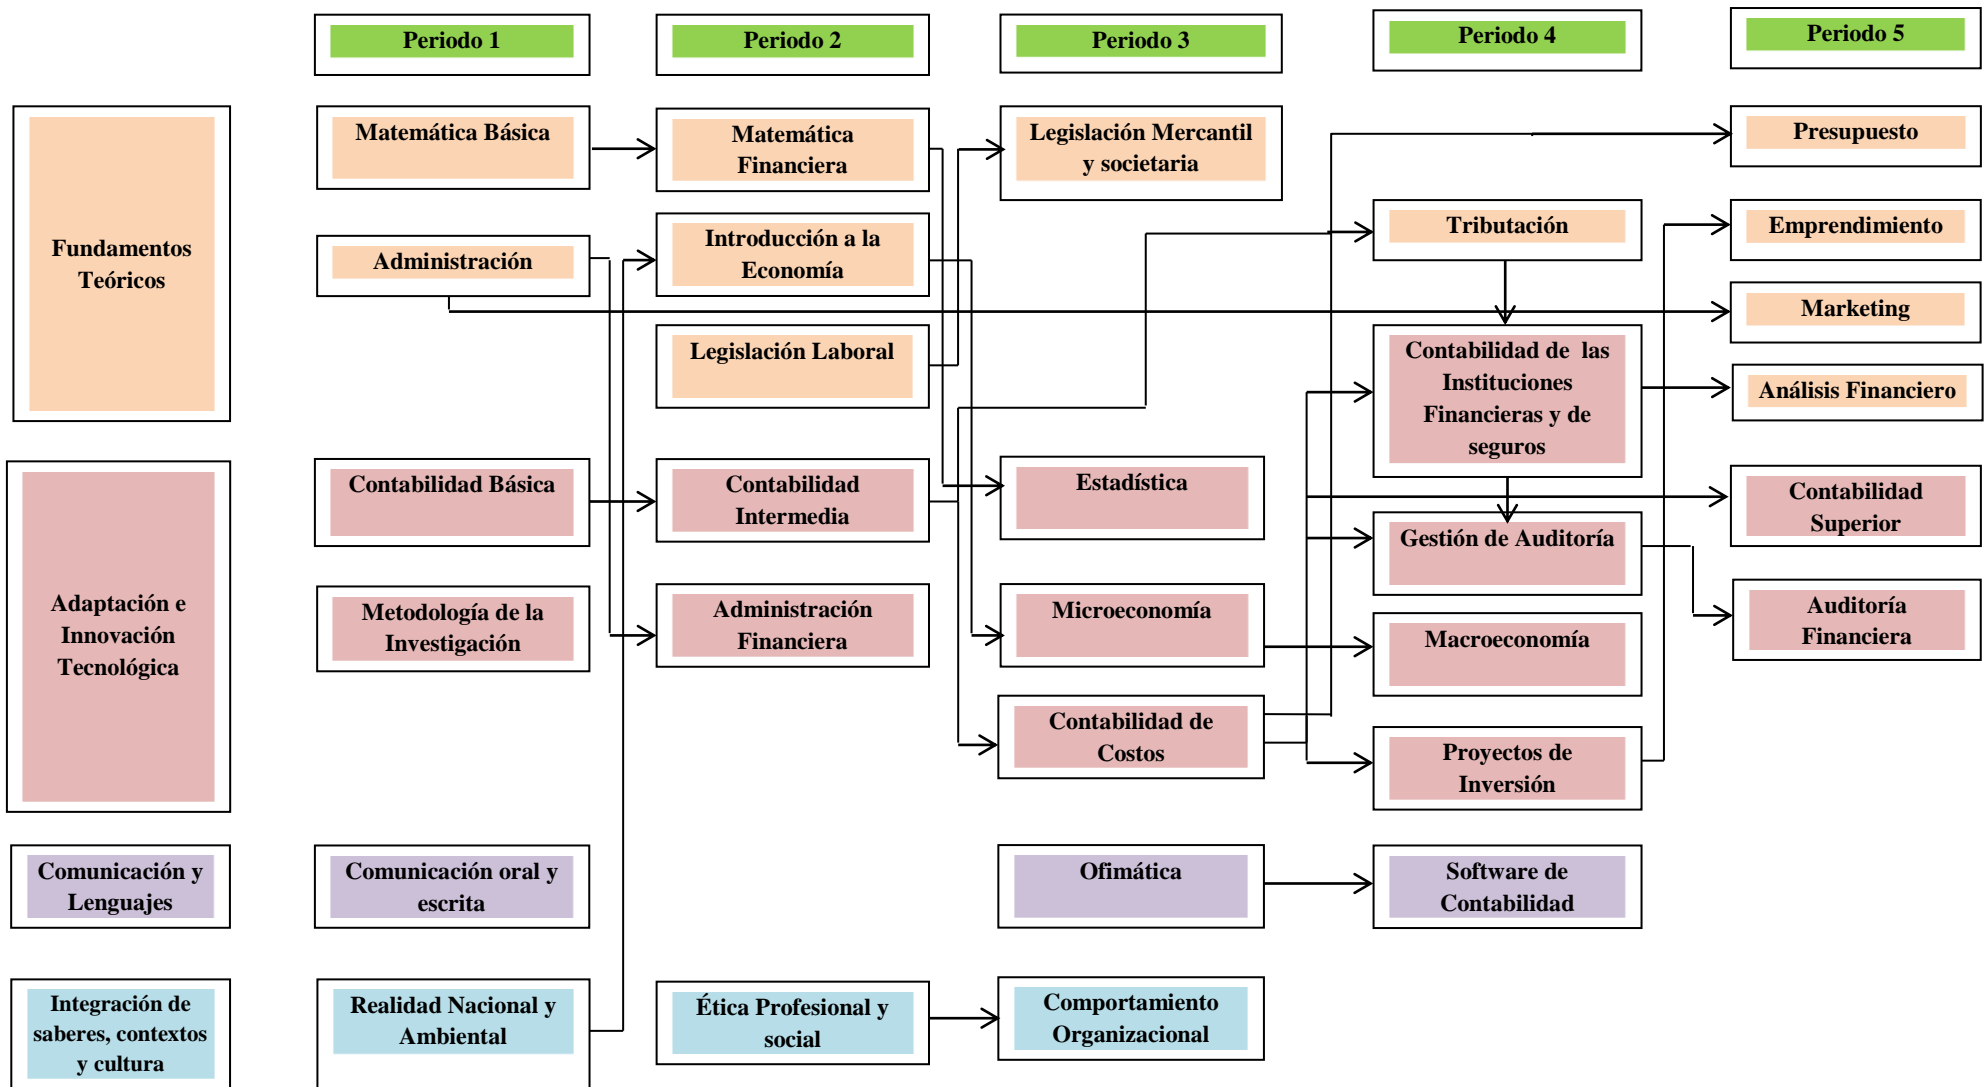 Periodo 1
Periodo 2
Periodo 3
Periodo 4
Periodo 5
Fundamentos
Teóricos
Matemática Básica
Matemática
Financiera
Legislación Mercantil
y societaria
Presupuesto
Administración
Introducción a la
Economía
Tributación
Emprendimiento
Legislación Laboral
Marketing
Contabilidad de las
Instituciones
Financieras y de
seguros
Análisis Financiero
Adaptación e
Innovación
Tecnológica
Contabilidad Básica
Contabilidad
Intermedia
Estadística
Contabilidad
Superior
Gestión de Auditoría
Metodología de la
Investigación
Administración
Financiera
Microeconomía
Macroeconomía
Auditoría
Financiera
Contabilidad de
Costos
Proyectos de
Inversión
Comunicación y
Lenguajes
Comunicación oral y
escrita
Ofimática
Software de
Contabilidad
Integración de
saberes, contextos
y cultura
Realidad Nacional y
Ambiental
Ética Profesional y
social
Comportamiento
Organizacional